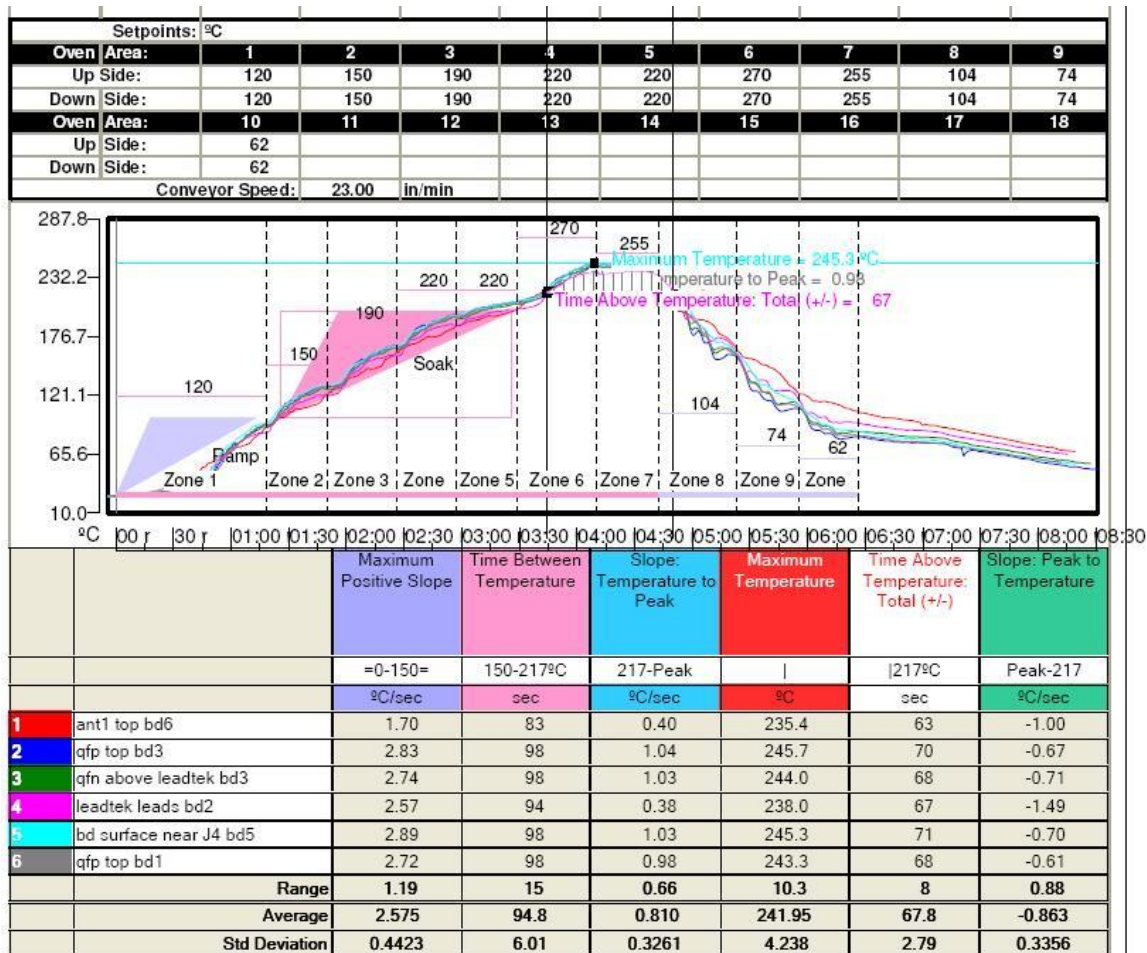 Setpoints: ºC
Oven Area: 1 2 3 4 5 6 7 8 9
Up Side: 120 150 190 220 220 270 255 104 74
Down Side: 120 150 190 220 220 270 255 104 74
Oven Area: 10 11 12 13 14 15 16 17 18
Up Side: 62
Down Side: 62
Conveyor Speed: 23.00 in/min
287.8
270
255
Maximum Temperature = 245.3 ºC
232.2
220 220
mperature to Peak = 0.98
Time Above Temperature: Total (+/-) = 67
190
176.7
150
Soak
121.1
120
104
74
62
65.6
Ramp
Zone 1 Zone 2 Zone 3 Zone Zone 5 Zone 6 Zone 7 Zone 8 Zone 9 Zone
10.0
ºC 00 r 30 r 01:00 01:30 02:00 02:30 03:00 03:30 04:00 04:30 05:00 05:30 06:00 06:30 07:00 07:30 08:00 08:30
Maximum Time Between Slope: Maximum Time Above Slope: Peak to
Positive Slope Temperature Temperature to Temperature Temperature: Temperature
Peak Total (+/-)
=0-150= 150-217ºC 217-Peak | |217ºC Peak-217
ºC/sec sec ºC/sec ºC sec ºC/sec
1 ant1 top bd6 1.70 83 0.40 235.4 63 -1.00
2 qfp top bd3 2.83 98 1.04 245.7 70 -0.67
3 qfn above leadtek bd3 2.74 98 1.03 244.0 68 -0.71
4 leadtek leads bd2 2.57 94 0.38 238.0 67 -1.49
5 bd surface near J4 bd5 2.89 98 1.03 245.3 71 -0.70
6 qfp top bd1 2.72 98 0.98 243.3 68 -0.61
Range 1.19 15 0.66 10.3 8 0.88
Average 2.575 94.8 0.810 241.95 67.8 -0.863
Std Deviation 0.4423 6.01 0.3261 4.238 2.79 0.3356